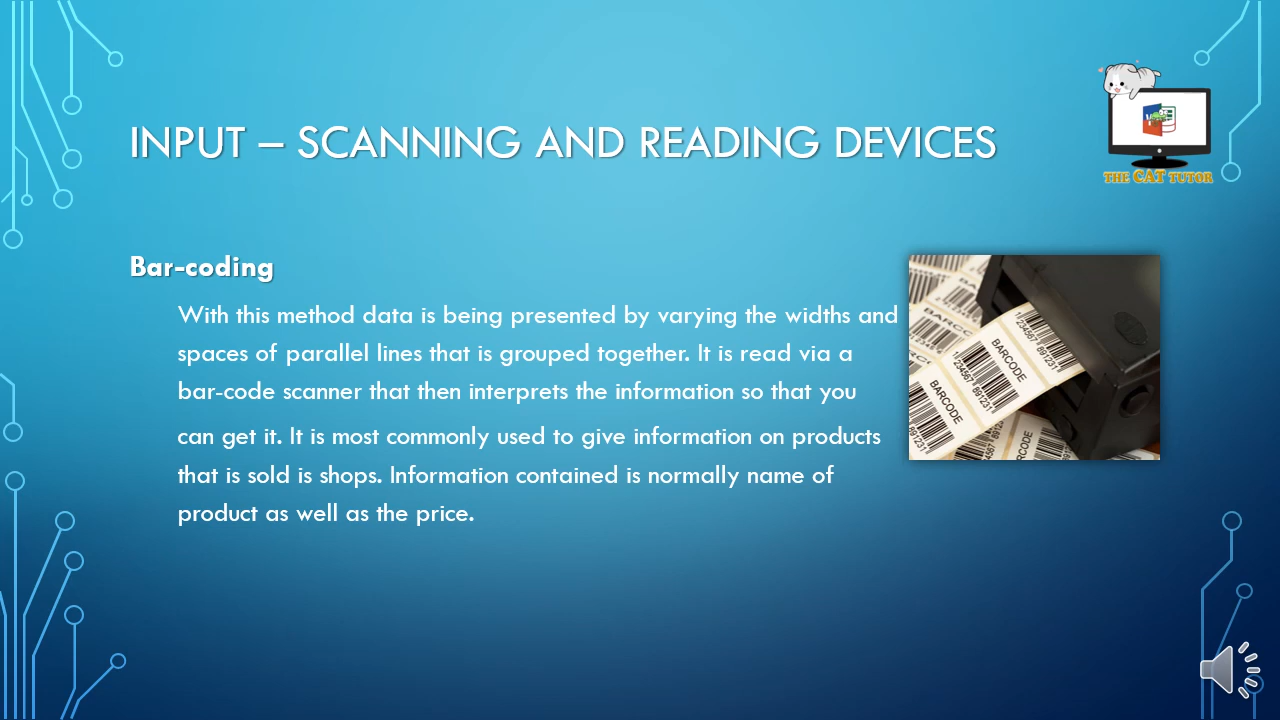 INPUT – SCANNING AND READING DEVICES
THE CAT TUTOR
Bar-coding
With this method data is being presented by varying the widths and
spaces of parallel lines that is grouped together. It is read via a
bar-code scanner that then interprets the information so that you
can get it. It is most commonly used to give information on products
that is sold is shops. Information contained is normally name of
product as well as the price.
BARCODE
1234567 891231
BARCODE
1234567 891231
BARCODE